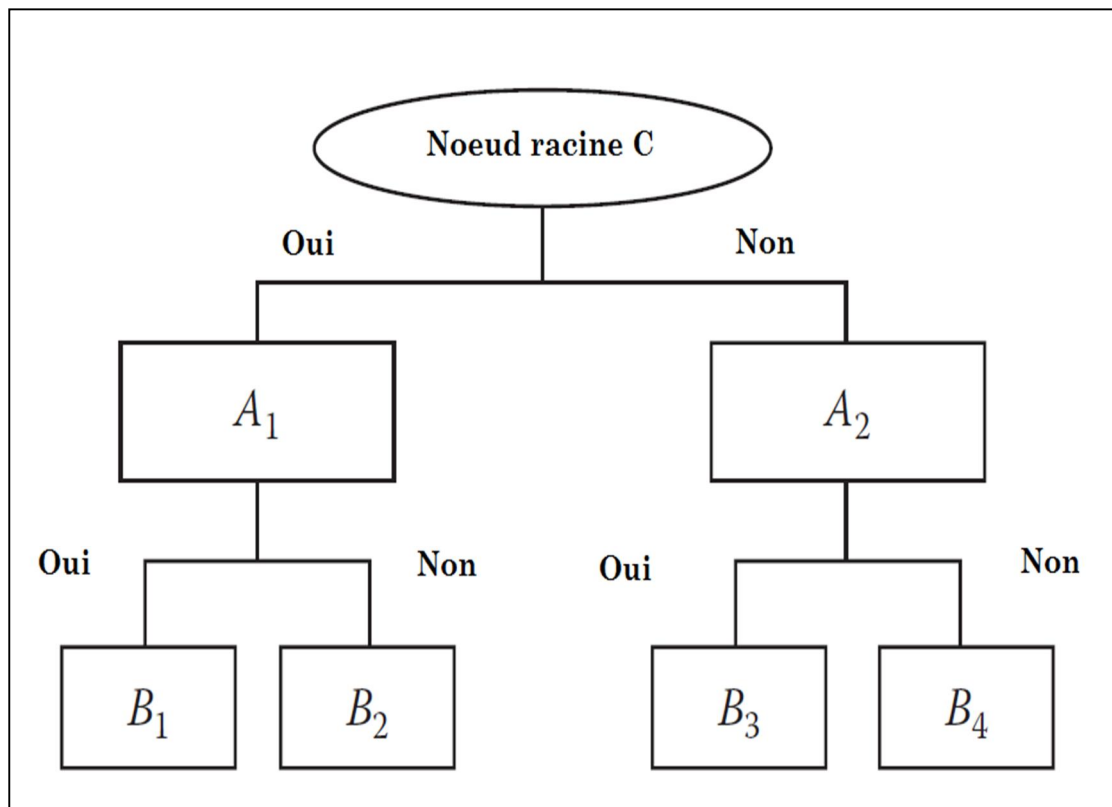 Noeud racine C
Oui Non
A₁ A₂
Oui Non Oui Non
B₁ B₂ B₃ B₄